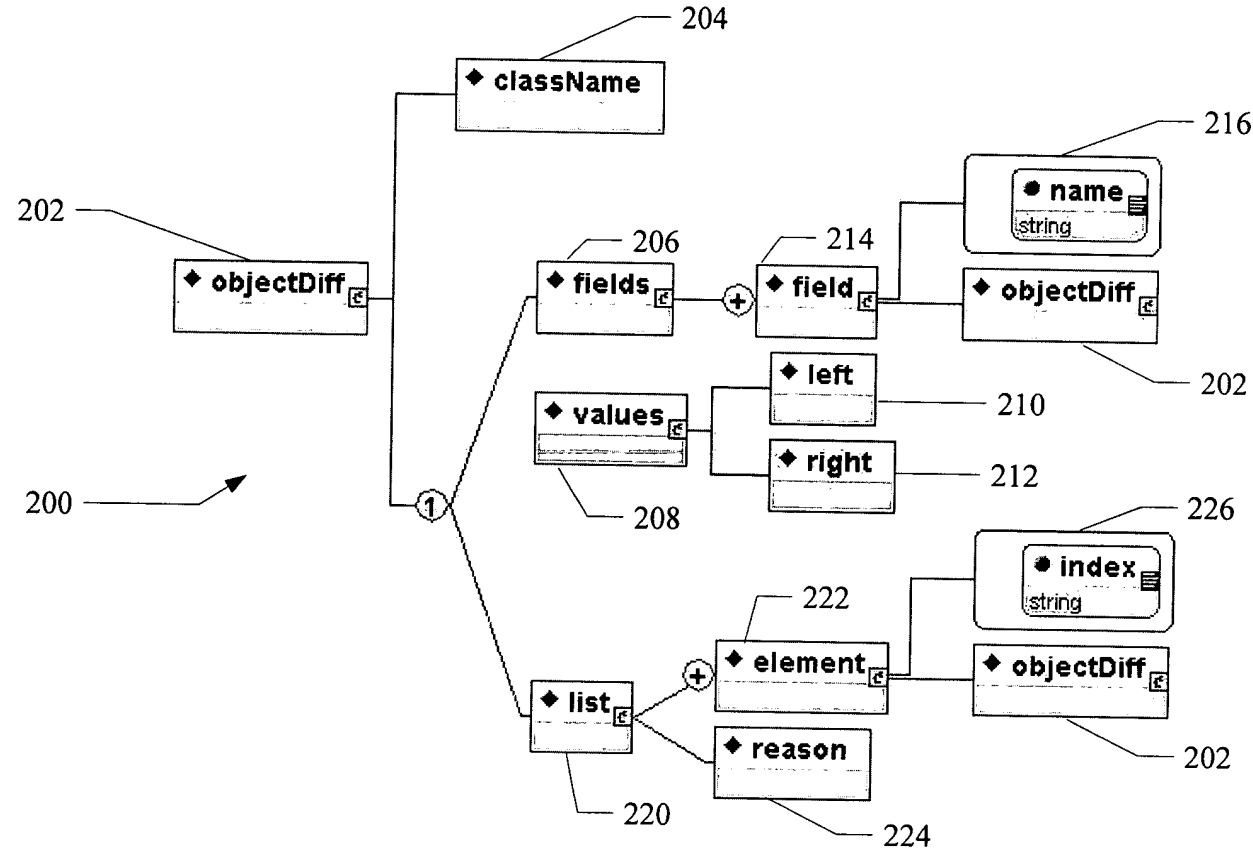 204
◆ className
216
● name
string
202
◆ objectDiff
206
◆ fields
+
214
◆ field
◆ objectDiff
202
◆ left
210
◆ values
208
◆ right
212
200
1
226
● index
string
222
+
◆ element
◆ objectDiff
202
◆ list
220
◆ reason
224